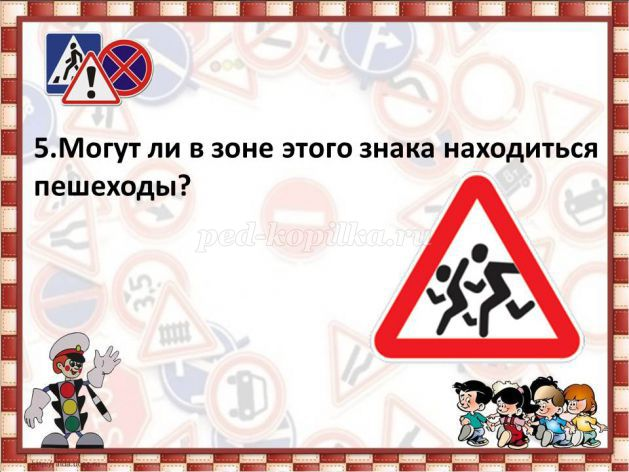 5.Могут ли в зоне этого знака находиться
пешеходы?
ped-kopilka.ru